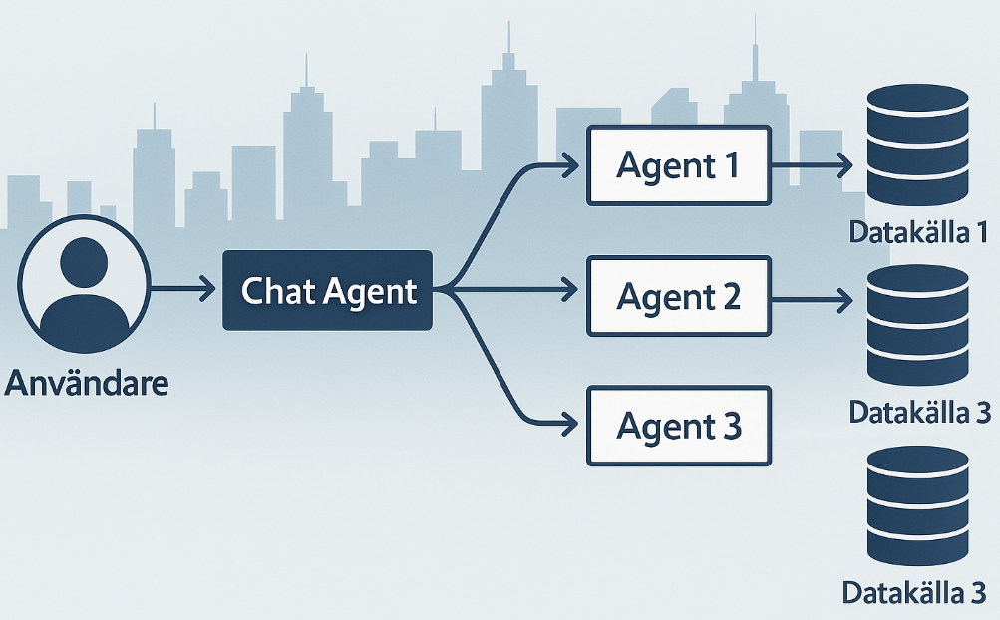 Agent 1
Datakälla 1
Chat Agent
Agent 2
Användare
Datakälla 3
Agent 3
Datakälla 3